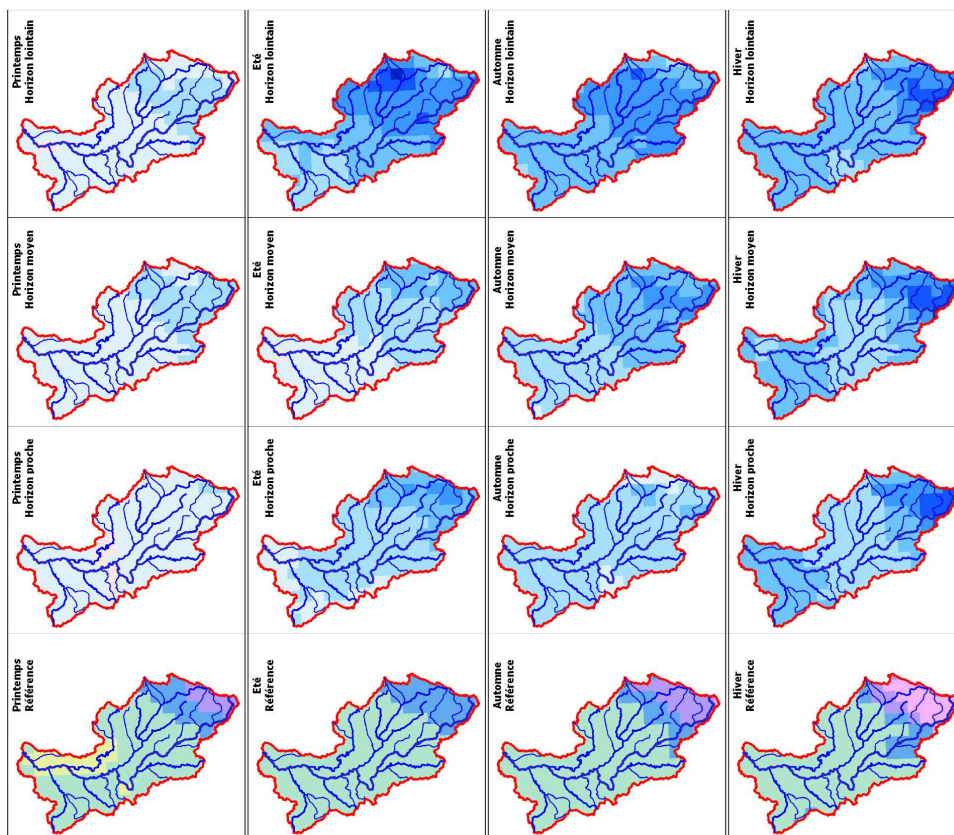 Printemps
Référence
Printemps
Horizon proche
Printemps
Horizon moyen
Printemps
Horizon lointain
Eté
Référence
Eté
Horizon proche
Eté
Horizon moyen
Eté
Horizon lointain
Automne
Référence
Automne
Horizon proche
Automne
Horizon moyen
Automne
Horizon lointain
Hiver
Référence
Hiver
Horizon proche
Hiver
Horizon moyen
Hiver
Horizon lointain